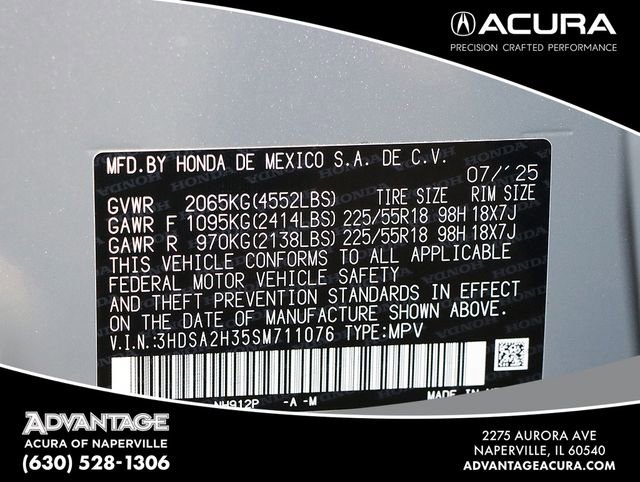 ACURA
PRECISION CRAFTED PERFORMANCE
MFD.BY HONDA DE MEXICO S.A. DE C.V.
07/'25
GVWR 2065KG(4552LBS) TIRE SIZE RIM SIZE
GAWR F 1095KG(2414LBS) 225/55R18 98H 18X7J
GAWR R 970KG(2138LBS) 225/55R18 98H 18X7J
THIS VEHICLE CONFORMS TO ALL APPLICABLE
FEDERAL MOTOR VEHICLE SAFETY
AND THEFT PREVENTION STANDARDS IN EFFECT ON THE
DATE OF MANUFACTURE SHOWN ABOVE.
V.I.N.:3HDSA2H35SM711076 TYPE:MPV
NH912P -A -M
MADE IN
ADVANTAGE
ACURA OF NAPERVILLE
(630) 528-1306
2275 AURORA AVE
NAPERVILLE, IL 60540
ADVANTAGEACURA.COM